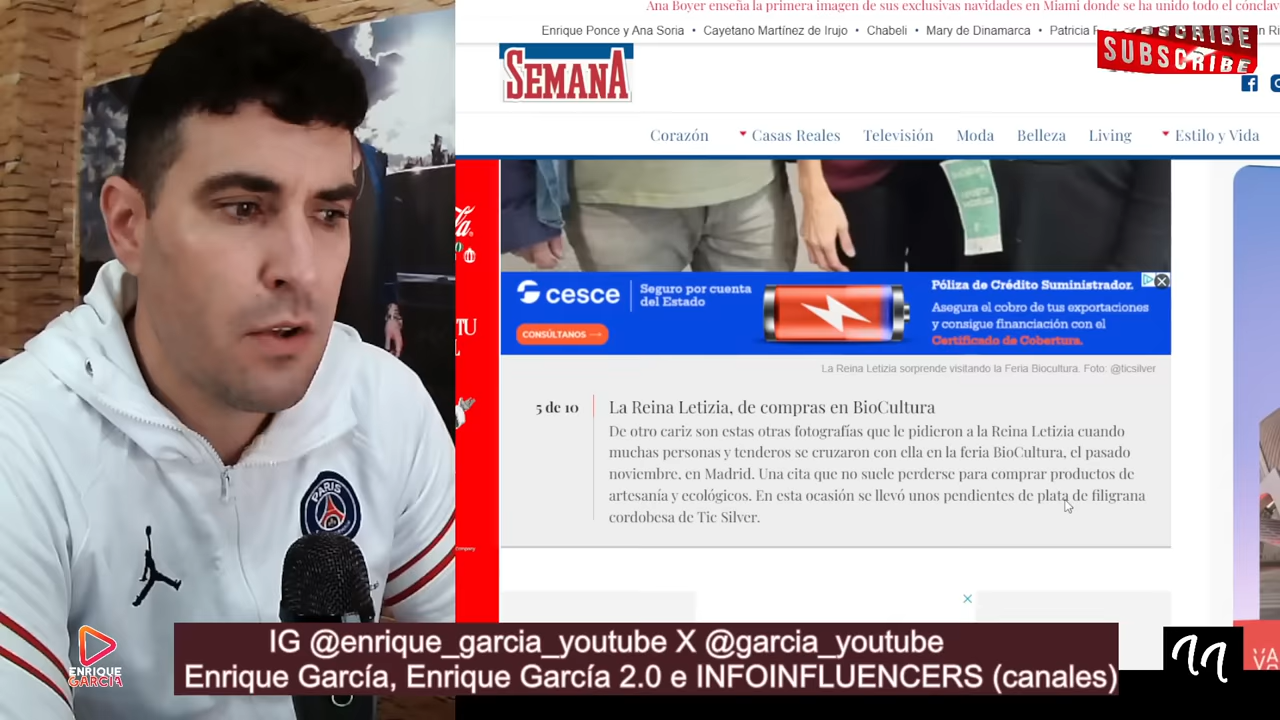 Ana Boyer enseña la primera imagen de sus exclusivas navidades en Miami donde se ha unido todo el
Enrique Ponce y Ana Soria • Cayetano Martínez de Irujo • Chabeli • Mary de Dinamarca • Patricia
SUBSCRIBE
SEMANA
Corazón Casas Reales Televisión Moda Belleza Living Estilo y Vida
cesce
Seguro por cuenta
del Estado
CONSÚLTANOS
Póliza de Crédito Suministrador.
Asegura el cobro de tus exportaciones
y consigue financiación con el
Certificado de Cobertura.
La Reina Letizia sorprende visitando la Feria Biocultura. Foto: @ticsilver
5 de 10
La Reina Letizia, de compras en BioCultura
De otro cariz son estas otras fotografías que le pidieron a la Reina Letizia cuando
muchas personas y tenderos se cruzaron con ella en la feria BioCultura, el pasado
noviembre, en Madrid. Una cita que no suele perderse para comprar productos de
artesanía y ecológicos. En esta ocasión se llevó unos pendientes de plata de filigrana
cordobesa de Tic Silver.
PARIS
ENRIQUE
GARCÍA
IG @enrique_garcia_youtube X @garcia_youtube
Enrique García, Enrique García 2.0 e INFONFLUENCERS (canales)